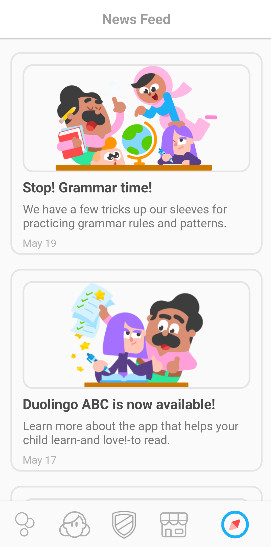 News Feed
Stop! Grammar time!
We have a few tricks up our sleeves for
practicing grammar rules and patterns.
May 19
Duolingo ABC is now available!
Learn more about the app that helps your
child learn-and love!-to read.
May 17